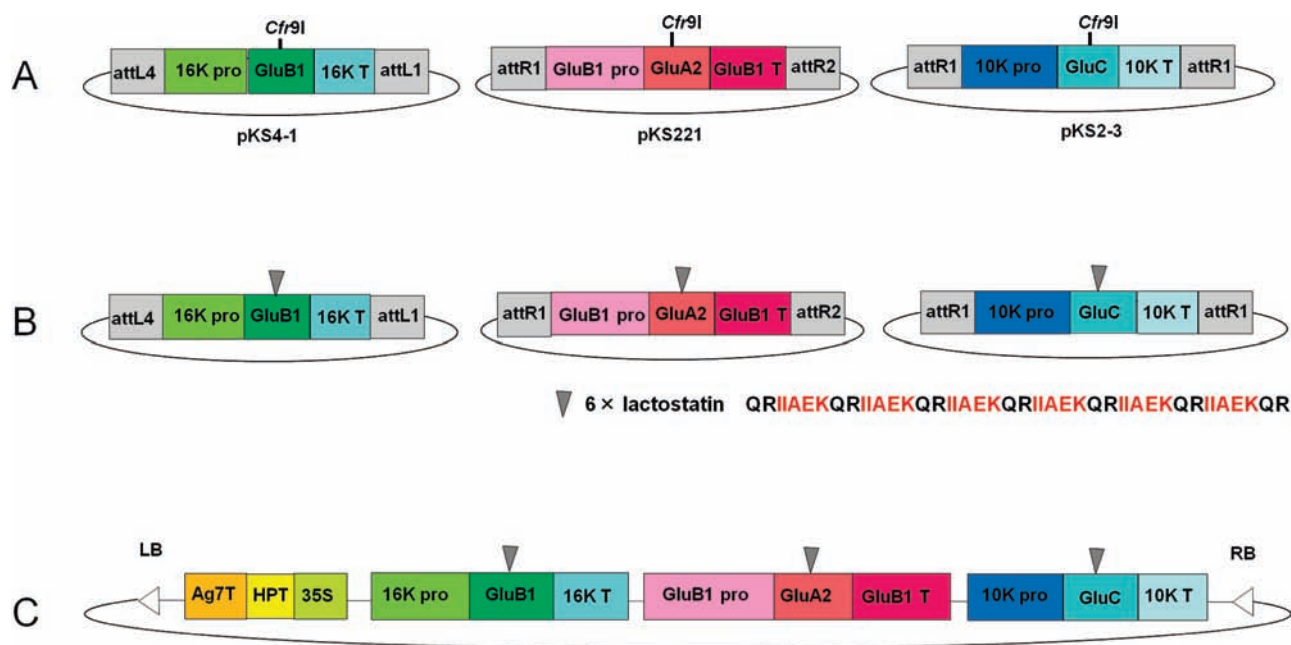 Cfr9I Cfr9I Cfr9I
A attL4 16K pro GluB1 16K T attL1 attR1 GluB1 pro GluA2 GluB1 T attR2 attR1 10K pro GluC 10K T attR1
pKS4-1 pKS221 pKS2-3
B attL4 16K pro GluB1 16K T attL1 attR1 GluB1 pro GluA2 GluB1 T attR2 attR1 10K pro GluC 10K T attR1
6 × lactostatin QRIIAEKQRIIAEKQRIIAEKQRIIAEKQRIIAEKQRIIAEKQR
LB RB
C Ag7T HPT 35S 16K pro GluB1 16K T GluB1 pro GluA2 GluB1 T 10K pro GluC 10K T